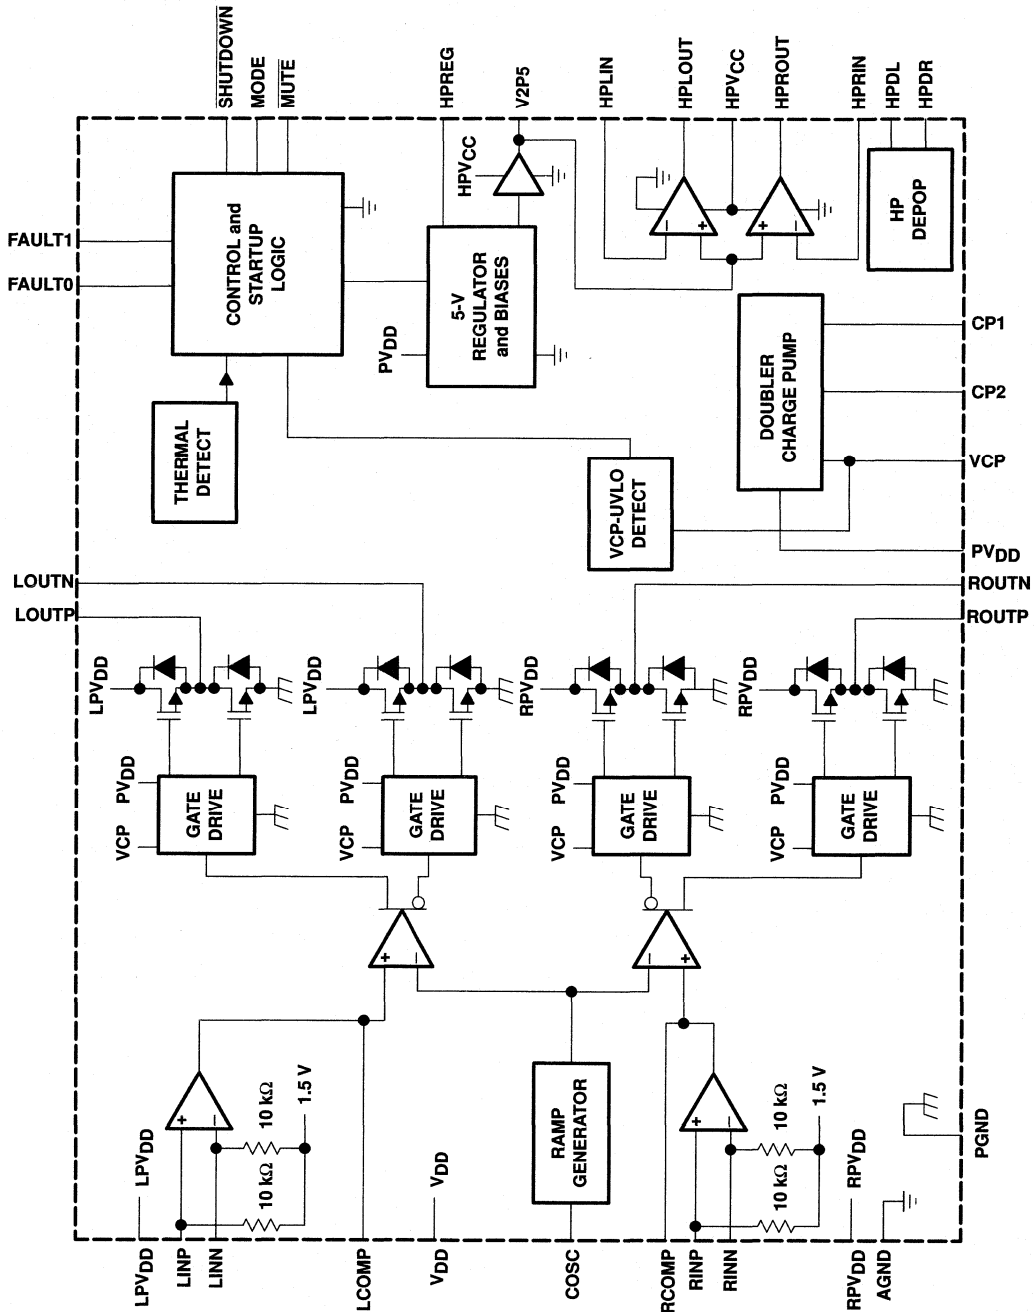 SHUTDOWN
MODE
MUTE
HPREG
V2P5
HPLIN
HPLOUT
HPVCC
HPROUT
HPRIN
HPDL
HPDR
FAULT1
FAULT0
CONTROL and
STARTUP
LOGIC
HPVCC
5-V
REGULATOR
and BIASES
PVDD
HP
DEPOP
−
+
+
−
THERMAL
DETECT
DOUBLER
CHARGE PUMP
VCP-UVLO
DETECT
CP1
CP2
VCP
PVDD
LOUTN
LOUTP
ROUTN
ROUTP
LPVDD
LPVDD
RPVDD
RPVDD
PVDD
PVDD
PVDD
PVDD
VCP
VCP
VCP
VCP
GATE
DRIVE
GATE
DRIVE
GATE
DRIVE
GATE
DRIVE
+
−
−
+
+
−
+
−
10 kΩ
10 kΩ
1.5 V
RAMP
GENERATOR
10 kΩ
10 kΩ
1.5 V
LPVDD
VDD
RPVDD
LPVDD
LINP
LINN
LCOMP
VDD
COSC
RCOMP
RINP
RINN
RPVDD
AGND
PGND